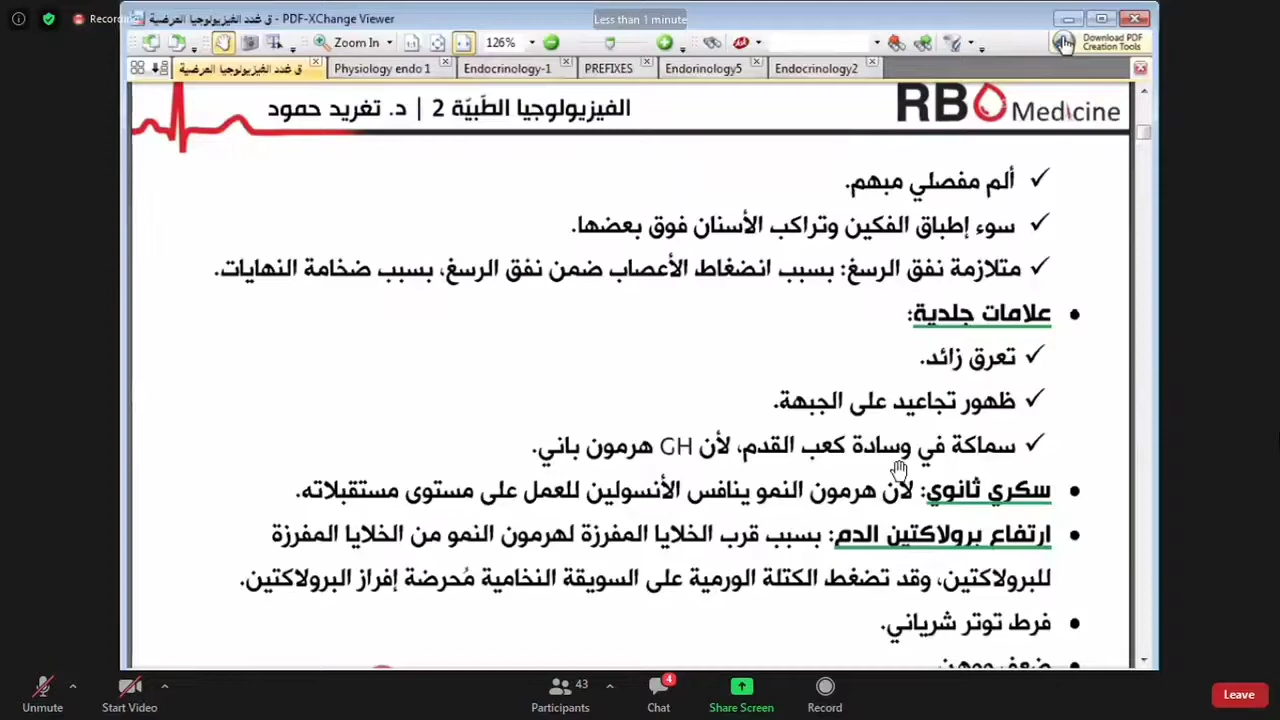 Recording
ق غدد الفيزيولوجيا المرضية - PDF-XChange Viewer
Less than 1 minute
Zoom In
126%
Download PDF
Creation Tools
ق غدد الفيزيولوجيا المرضية
Physiology endo1
Endocrinology-1
PREFIXES
Endorinology5
Endocrinology2
الفيزيولوجيا الطّبيّة 2 | د. تغريد حمود
RBO Medicine
✓ ألم مفصلي مبهم.
✓ سوء إطباق الفكين وتراكب الأسنان فوق بعضها.
✓ متلازمة نفق الرسغ: بسبب انضغاط الأعصاب ضمن نفق الرسغ، بسبب ضخامة النهايات.
• علامات جلدية:
✓ تعرق زائد.
✓ ظهور تجاعيد على الجبهة.
✓ سماكة في وسادة كعب القدم، لأن GH هرمون باني.
• سكري ثانوي: لأن هرمون النمو ينافس الأنسولين للعمل على مستوى مستقبلاته.
• ارتفاع برولاكتين الدم: بسبب قرب الخلايا المفرزة لهرمون النمو من الخلايا المفرزة
للبرولاكتين، وقد تضغط الكتلة الورمية على السويقة النخامية مُحرضة إفراز البرولاكتين.
• فرط توتر شرياني.
• ضعف ووهن
Unmute
Start Video
43
Participants
4
Chat
Share Screen
Record
Leave